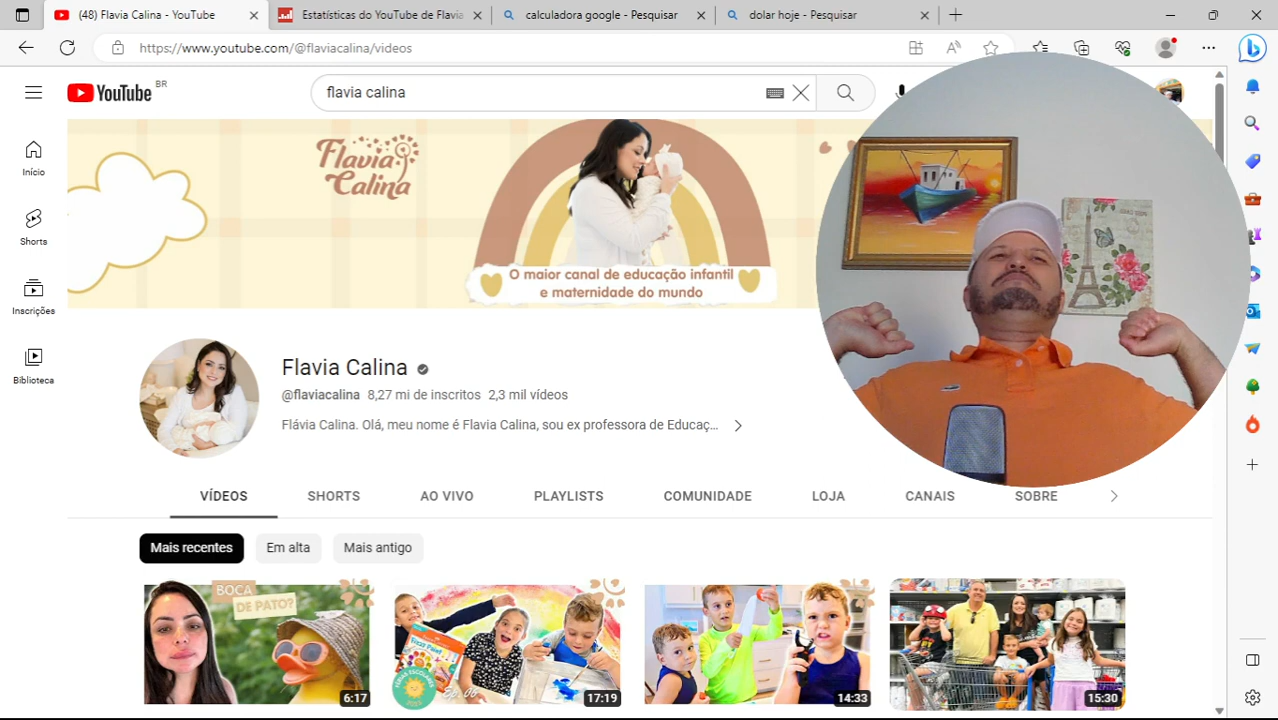 (48) Flavia Calina - YouTube
Estatísticas do YouTube de Flavia
calculadora google - Pesquisar
dolar hoje - Pesquisar
https://www.youtube.com/@flaviacalina/videos
YouTube BR
flavia calina
Início
Shorts
Inscrições
Biblioteca
Flavia
Calina
O maior canal de educação infantil
e maternidade do mundo
Flavia Calina
@flaviacalina 8,27 mi de inscritos 2,3 mil vídeos
Flávia Calina. Olá, meu nome é Flavia Calina, sou ex professora de Educaç...
VÍDEOS SHORTS AO VIVO PLAYLISTS COMUNIDADE LOJA CANAIS SOBRE
Mais recentes Em alta Mais antigo
BOCA
DE PATO?
6:17
17:19
14:33
15:30